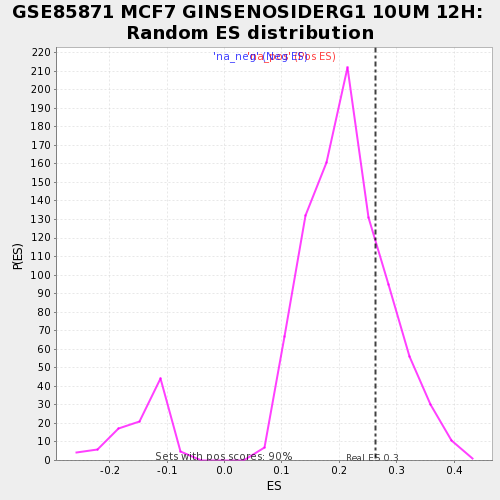 GSE85871 MCF7 GINSENOSIDERG1 10UM 12H:
Random ES distribution
'na_neg' (Neg ES) 'na_pos' (Pos ES)
220
210
200
190
180
170
160
150
140
130
120
110
100
90
80
70
60
50
40
30
20
10
0
P(ES)
Sets with pos scores: 90%
Real ES 0.3
-0.2 -0.1 0.0 0.1 0.2 0.3 0.4
ES